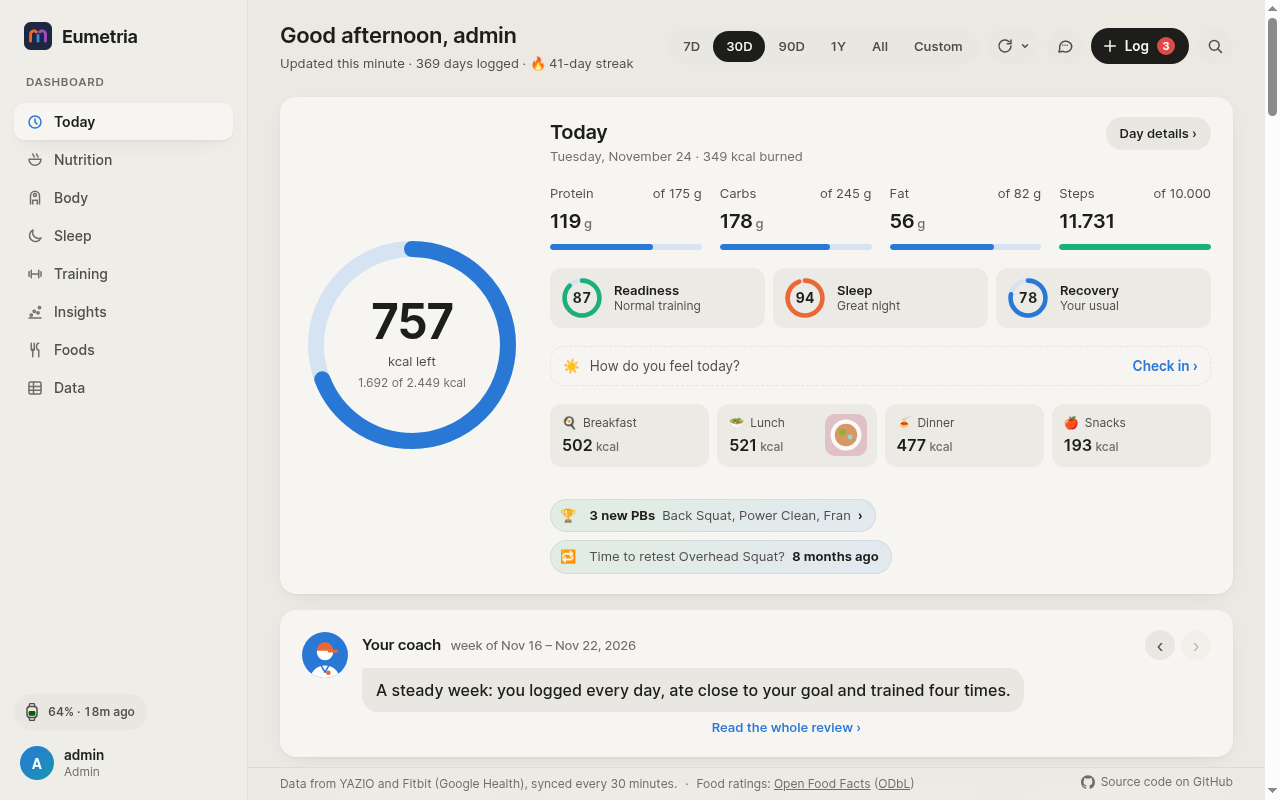 Eumetria
DASHBOARD
Today
Nutrition
Body
Sleep
Training
Insights
Foods
Data
64% · 18m ago
A
admin
Admin
Good afternoon, admin
Updated this minute · 369 days logged · 🔥 41-day streak
7D 30D 90D 1Y All Custom
Log 3
757
kcal left
1.692 of 2.449 kcal
Today
Tuesday, November 24 · 349 kcal burned
Day details ›
Protein of 175 g
119 g
Carbs of 245 g
178 g
Fat of 82 g
56 g
Steps of 10.000
11.731
87 Readiness
Normal training
94 Sleep
Great night
78 Recovery
Your usual
☀️ How do you feel today? Check in ›
🍳 Breakfast
502 kcal
🥗 Lunch
521 kcal
🍝 Dinner
477 kcal
🍎 Snacks
193 kcal
🏆 3 new PBs Back Squat, Power Clean, Fran ›
🔁 Time to retest Overhead Squat? 8 months ago
Your coach week of Nov 16 – Nov 22, 2026
‹ ›
A steady week: you logged every day, ate close to your goal and trained four times.
Read the whole review ›
Data from YAZIO and Fitbit (Google Health), synced every 30 minutes. · Food ratings: Open Food Facts (ODbL)
Source code on GitHub